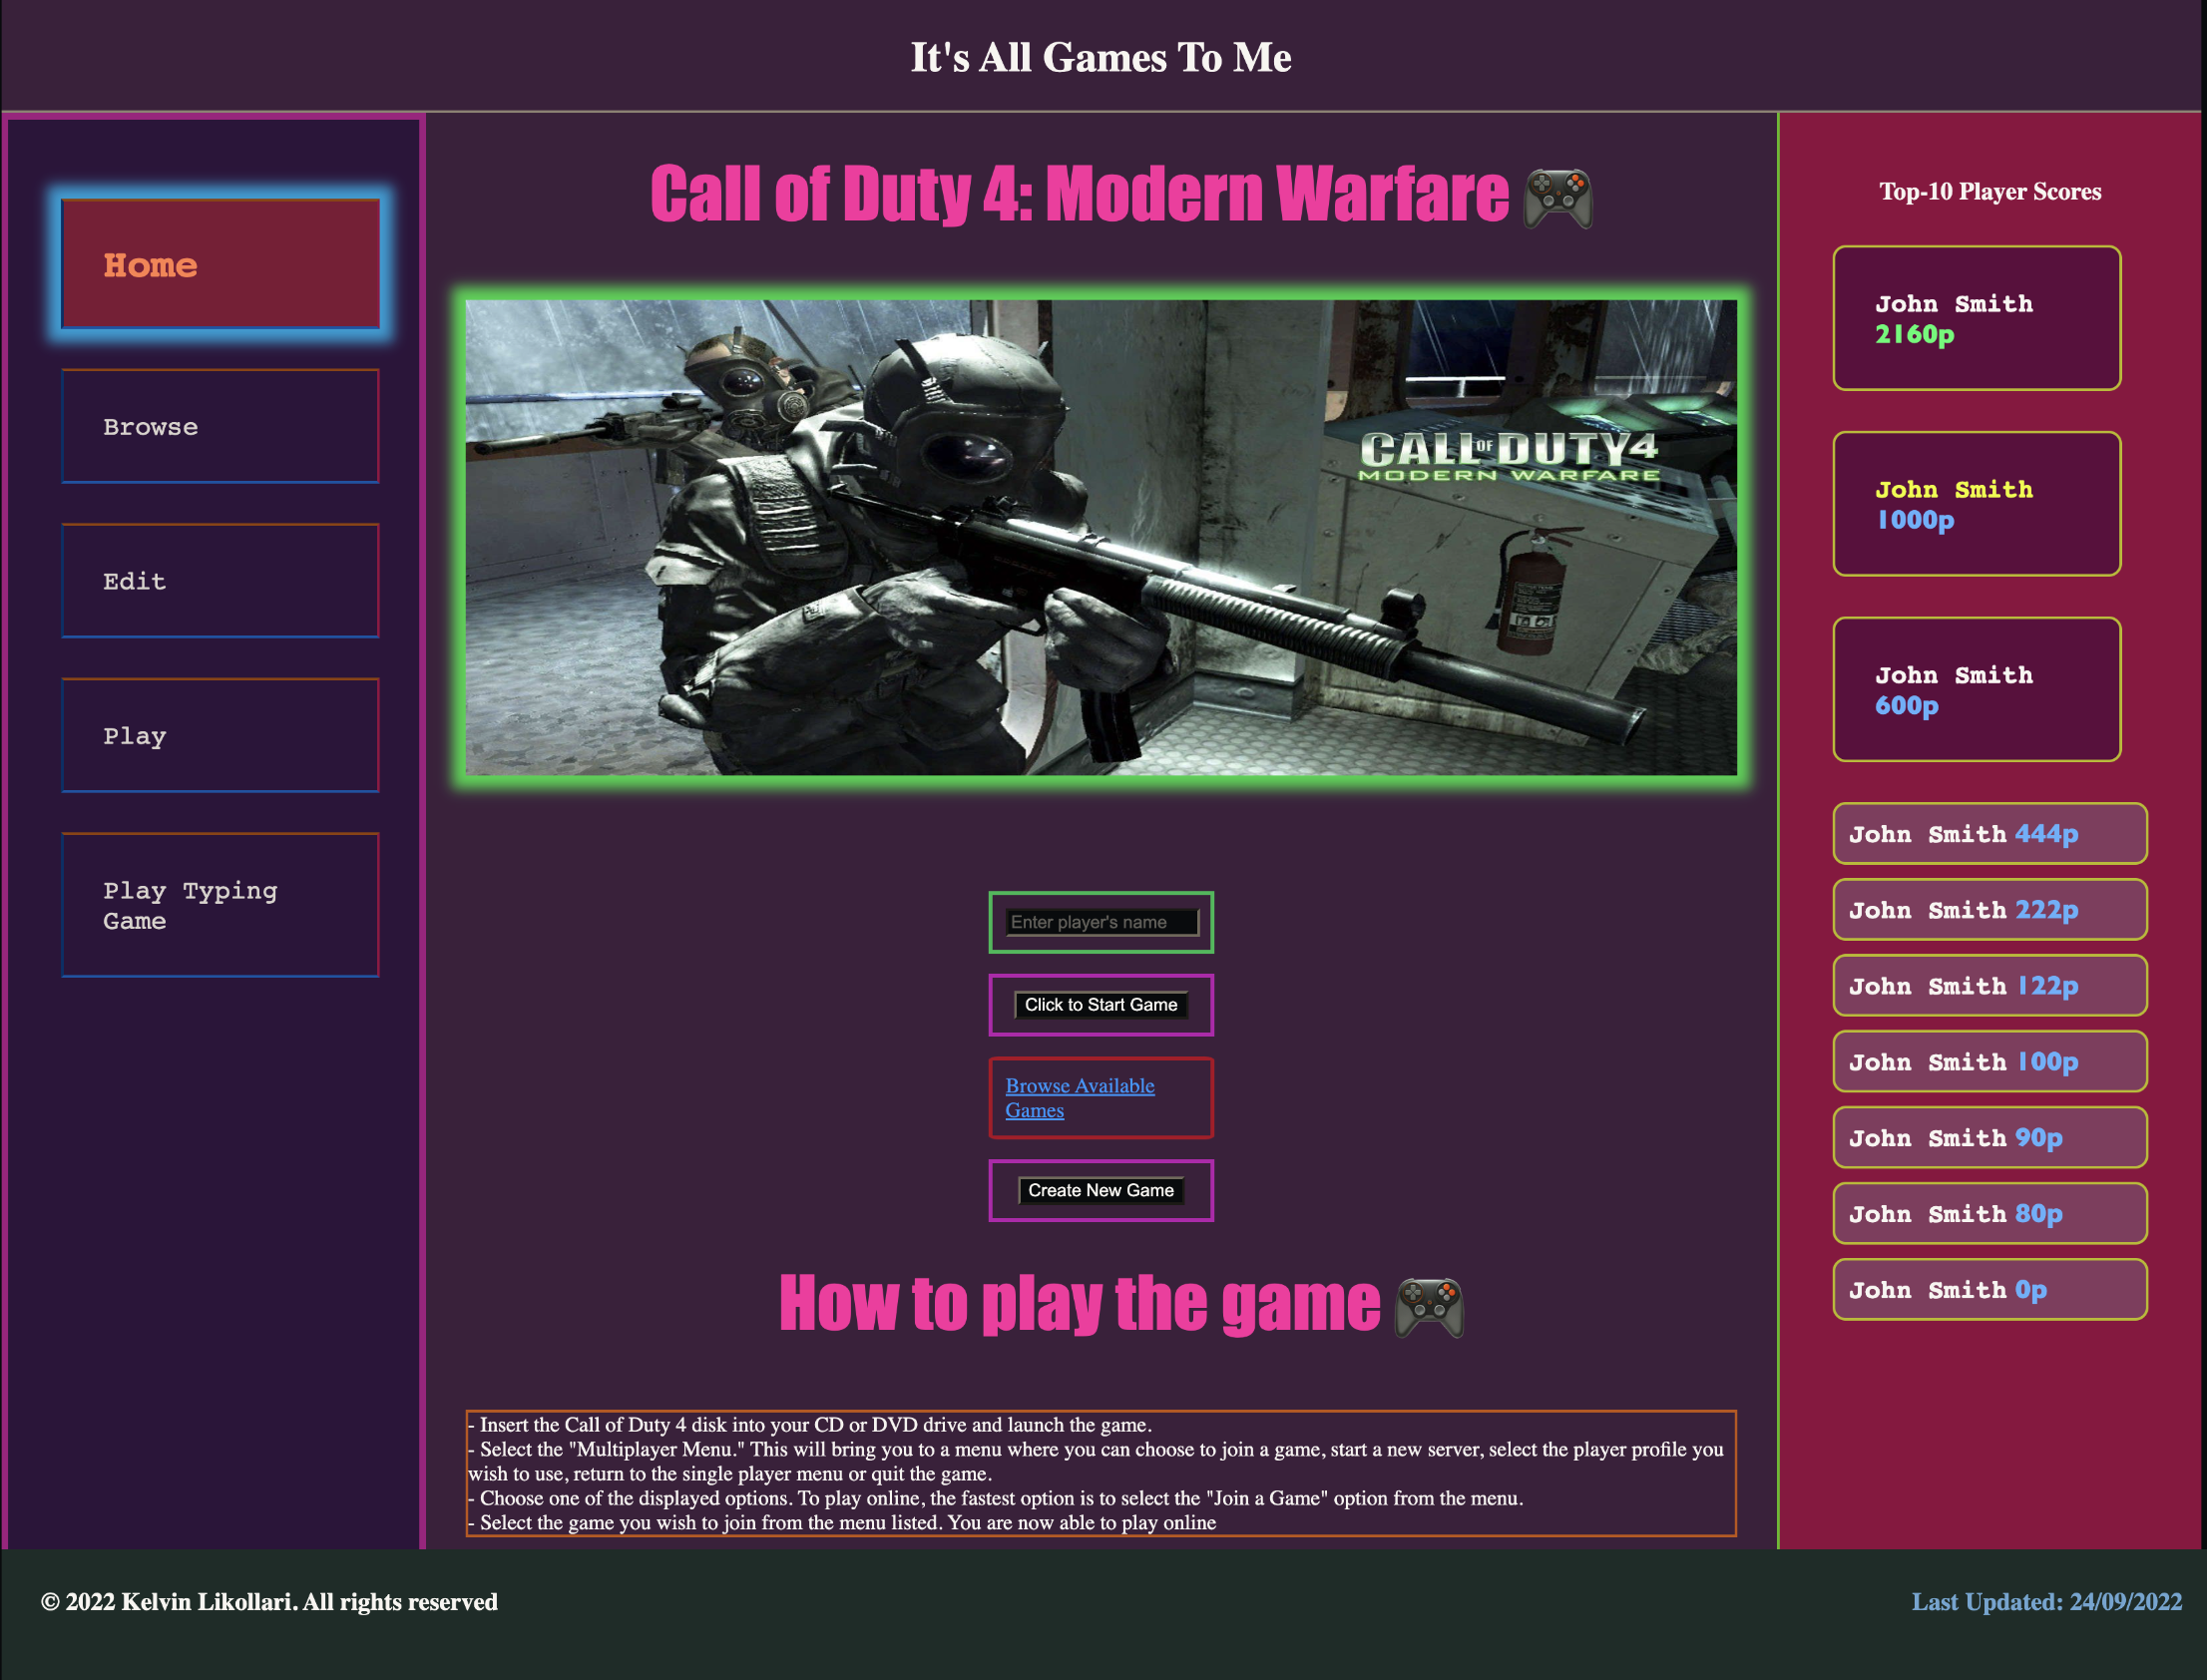 It's All Games To Me
Home
Browse
Edit
Play
Play Typing
Game
Call of Duty 4: Modern Warfare 🎮
CALL OF DUTY 4
MODERN WARFARE
Enter player's name
Click to Start Game
Browse Available
Games
Create New Game
How to play the game 🎮
- Insert the Call of Duty 4 disk into your CD or DVD drive and launch the game.
- Select the "Multiplayer Menu." This will bring you to a menu where you can choose to join a game, start a new server, select the player profile you
wish to use, return to the single player menu or quit the game.
- Choose one of the displayed options. To play online, the fastest option is to select the "Join a Game" option from the menu.
- Select the game you wish to join from the menu listed. You are now able to play online
Top-10 Player Scores
John Smith
2160p
John Smith
1000p
John Smith
600p
John Smith 444p
John Smith 222p
John Smith 122p
John Smith 100p
John Smith 90p
John Smith 80p
John Smith 0p
© 2022 Kelvin Likollari. All rights reserved
Last Updated: 24/09/2022